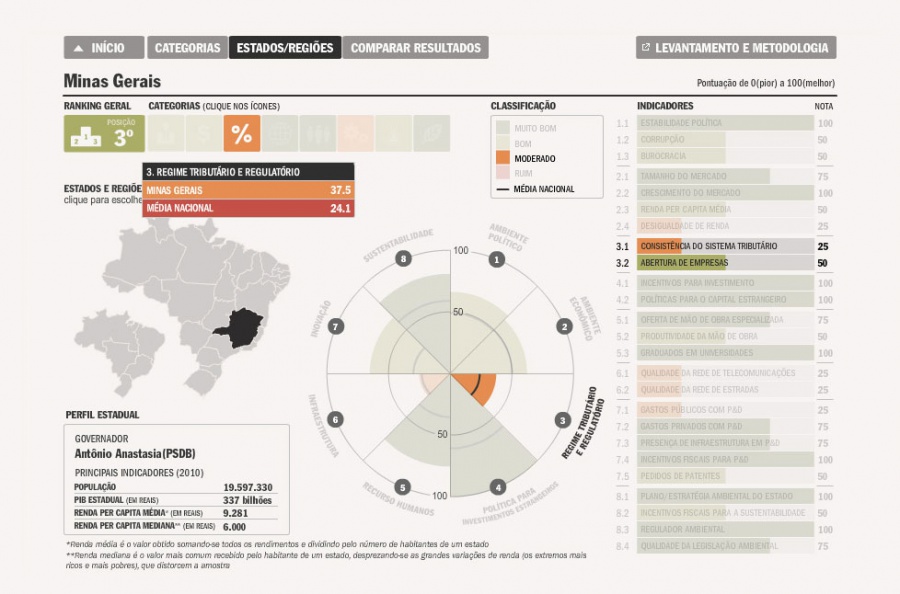 INÍCIO
CATEGORIAS
ESTADOS/REGIÕES
COMPARAR RESULTADOS
LEVANTAMENTO E METODOLOGIA
Minas Gerais
Pontuação de 0(pior) a 100(melhor)
RANKING GERAL
CATEGORIAS (CLIQUE NOS ÍCONES)
POSIÇÃO
3º
1 2 3
%
3. REGIME TRIBUTÁRIO E REGULATÓRIO
MINAS GERAIS 37.5
MÉDIA NACIONAL 24.1
ESTADOS E REGIÕE
clique para escolhe
CLASSIFICAÇÃO
MUITO BOM
BOM
MODERADO
RUIM
MÉDIA NACIONAL
100
50
50
100
1 AMBIENTE POLÍTICO
2 AMBIENTE ECONÔMICO
3 REGIME TRIBUTÁRIO E REGULATÓRIO
4 POLÍTICA PARA INVESTIMENTOS ESTRANGEIROS
5 RECURSO HUMANOS
6 INFRAESTRUTURA
7 INOVAÇÃO
8 SUSTENTABILIDADE
PERFIL ESTADUAL
GOVERNADOR
Antônio Anastasia(PSDB)
PRINCIPAIS INDICADORES (2010)
POPULAÇÃO 19.597.330
PIB ESTADUAL (EM REAIS) 337 bilhões
RENDA PER CAPITA MÉDIA* (EM REAIS) 9.281
RENDA PER CAPITA MEDIANA** (EM REAIS) 6.000
*Renda média é o valor obtido somando-se todos os rendimentos e dividindo pelo número de habitantes de um estado
**Renda mediana é o valor mais comum recebido pelo habitante de um estado, desprezando-se as grandes variações de renda (os extremos mais
ricos e mais pobres), que distorcem a amostra
INDICADORES NOTA
1.1 ESTABILIDADE POLÍTICA 100
1.2 CORRUPÇÃO 50
1.3 BUROCRACIA 50
2.1 TAMANHO DO MERCADO 75
2.2 CRESCIMENTO DO MERCADO 100
2.3 RENDA PER CAPITA MÉDIA 50
2.4 DESIGUALDADE DE RENDA 25
3.1 CONSISTÊNCIA DO SISTEMA TRIBUTÁRIO 25
3.2 ABERTURA DE EMPRESAS 50
4.1 INCENTIVOS PARA INVESTIMENTO 100
4.2 POLÍTICAS PARA O CAPITAL ESTRANGEIRO 100
5.1 OFERTA DE MÃO DE OBRA ESPECIALIZADA 75
5.2 PRODUTIVIDADE DA MÃO DE OBRA 50
5.3 GRADUADOS EM UNIVERSIDADES 100
6.1 QUALIDADE DA REDE DE TELECOMUNICAÇÕES 25
6.2 QUALIDADE DA REDE DE ESTRADAS 25
7.1 GASTOS PÚBLICOS COM P&D 25
7.2 GASTOS PRIVADOS COM P&D 75
7.3 PRESENÇA DE INFRAESTRUTURA EM P&D 75
7.4 INCENTIVOS FISCAIS PARA P&D 100
7.5 PEDIDOS DE PATENTES 50
8.1 PLANO/ESTRATÉGIA AMBIENTAL DO ESTADO 100
8.2 INCENTIVOS FISCAIS PARA A SUSTENTABILIDADE 50
8.3 REGULADOR AMBIENTAL 100
8.4 QUALIDADE DA LEGISLAÇÃO AMBIENTAL 75